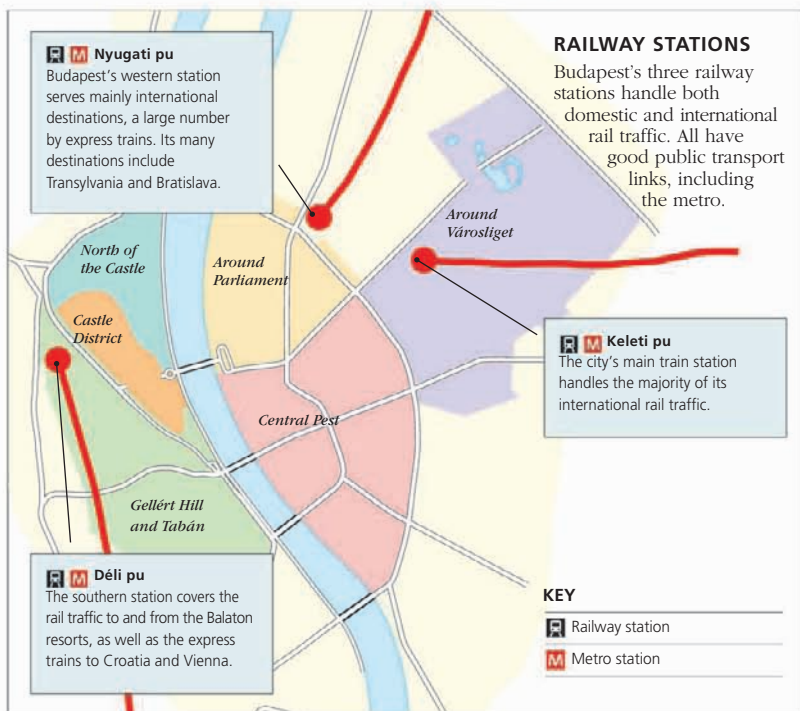 Nyugati pu
Budapest's western station
serves mainly international
destinations, a large number
by express trains. Its many
destinations include
Transylvania and Bratislava.
RAILWAY STATIONS
Budapest's three railway
stations handle both
domestic and international
rail traffic. All have
good public transport
links, including
the metro.
North of
the Castle
Around
Parliament
Around
Városliget
Castle
District
Keleti pu
The city's main train station
handles the majority of its
international rail traffic.
Central Pest
Gellért Hill
and Tabán
Déli pu
The southern station covers the
rail traffic to and from the Balaton
resorts, as well as the express
trains to Croatia and Vienna.
KEY
Railway station
M Metro station